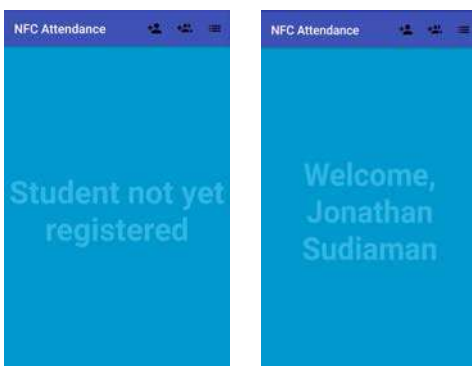 NFC Attendance
Student not yet
registered
NFC Attendance
Welcome,
Jonathan
Sudiaman